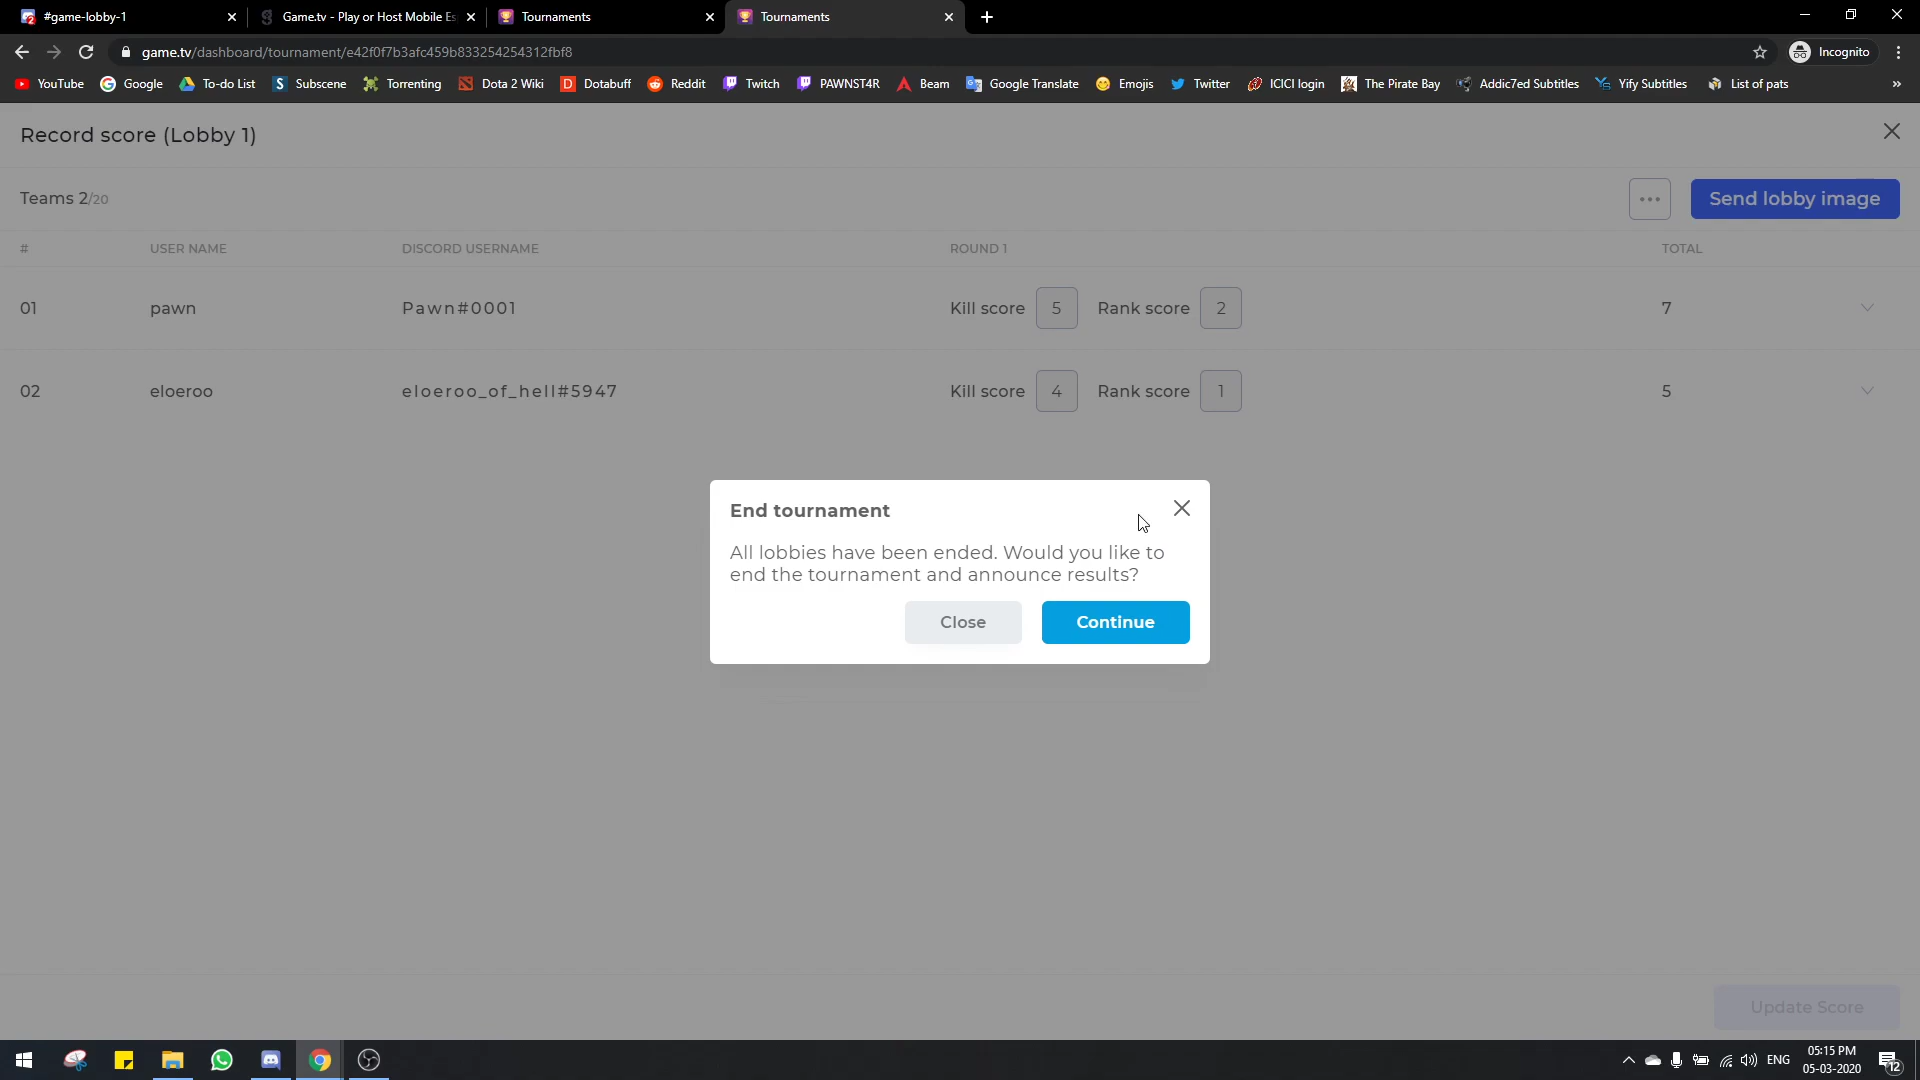 #game-lobby-1
Game.tv - Play or Host Mobile Es
Tournaments
Tournaments
game.tv/dashboard/tournament/e42f0f7b3afc459b833254254312fbf8
Incognito
YouTube Google To-do List Subscene Torrenting Dota 2 Wiki Dotabuff Reddit Twitch PAWNST4R Beam Google Translate Emojis Twitter ICICI login The Pirate Bay Addic7ed Subtitles Yify Subtitles List of pats »
Record score (Lobby 1)
Teams 2/20
Send lobby image
# USER NAME DISCORD USERNAME ROUND 1 TOTAL
01 pawn Pawn#0001 Kill score 5 Rank score 2 7
02 eloeroo eloeroo_of_hell#5947 Kill score 4 Rank score 1 5
End tournament
All lobbies have been ended. Would you like to
end the tournament and announce results?
Close Continue
Update Score
ENG
05:15 PM
05-03-2020
12